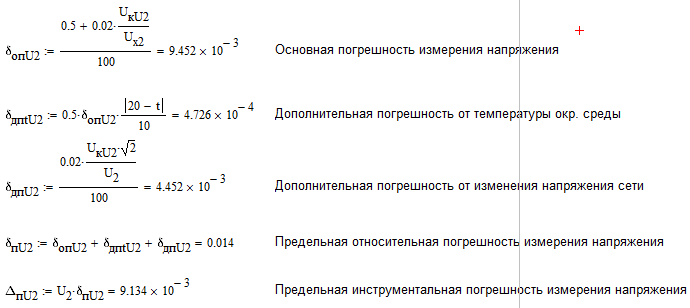 δопU2 := (0.5 + 0.02·UкU2/Ux2)/100 = 9.452 × 10^-3 Основная погрешность измерения напряжения
δдпtU2 := 0.5·δопU2·|20 − t|/10 = 4.726 × 10^-4 Дополнительная погрешность от температуры окр. среды
δдпU2 := (0.02·UкU2·√2/U2)/100 = 4.452 × 10^-3 Дополнительная погрешность от изменения напряжения сети
δпU2 := δопU2 + δдпtU2 + δдпU2 = 0.014 Предельная относительная погрешность измерения напряжения
ΔпU2 := U2·δпU2 = 9.134 × 10^-3 Предельная инструментальная погрешность измерения напряжения